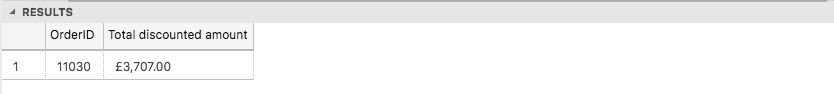 RESULTS
OrderID Total discounted amount
1 11030 £3,707.00